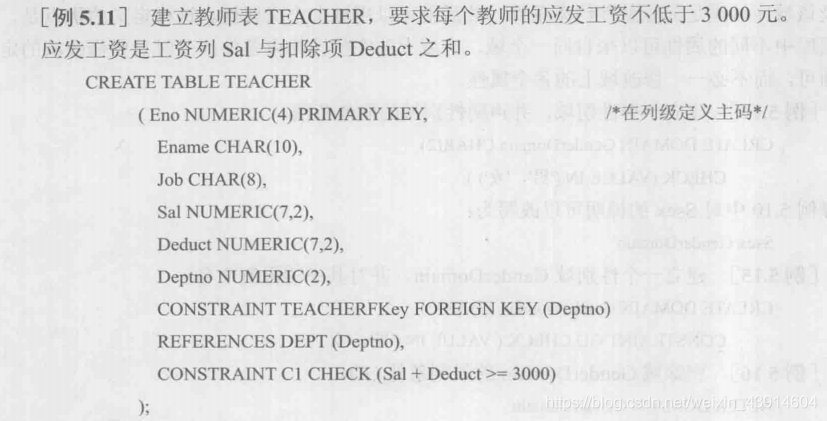 [例5.11] 建立教师表 TEACHER，要求每个教师的应发工资不低于 3 000 元。
应发工资是工资列 Sal 与扣除项 Deduct 之和。
CREATE TABLE TEACHER
( Eno NUMERIC(4) PRIMARY KEY, /*在列级定义主码*/
Ename CHAR(10),
Job CHAR(8),
Sal NUMERIC(7,2),
Deduct NUMERIC(7,2),
Deptno NUMERIC(2),
CONSTRAINT TEACHERFKey FOREIGN KEY (Deptno)
REFERENCES DEPT (Deptno),
CONSTRAINT C1 CHECK (Sal + Deduct >= 3000)
);
https://blog.csdn.net/weixin_43914604